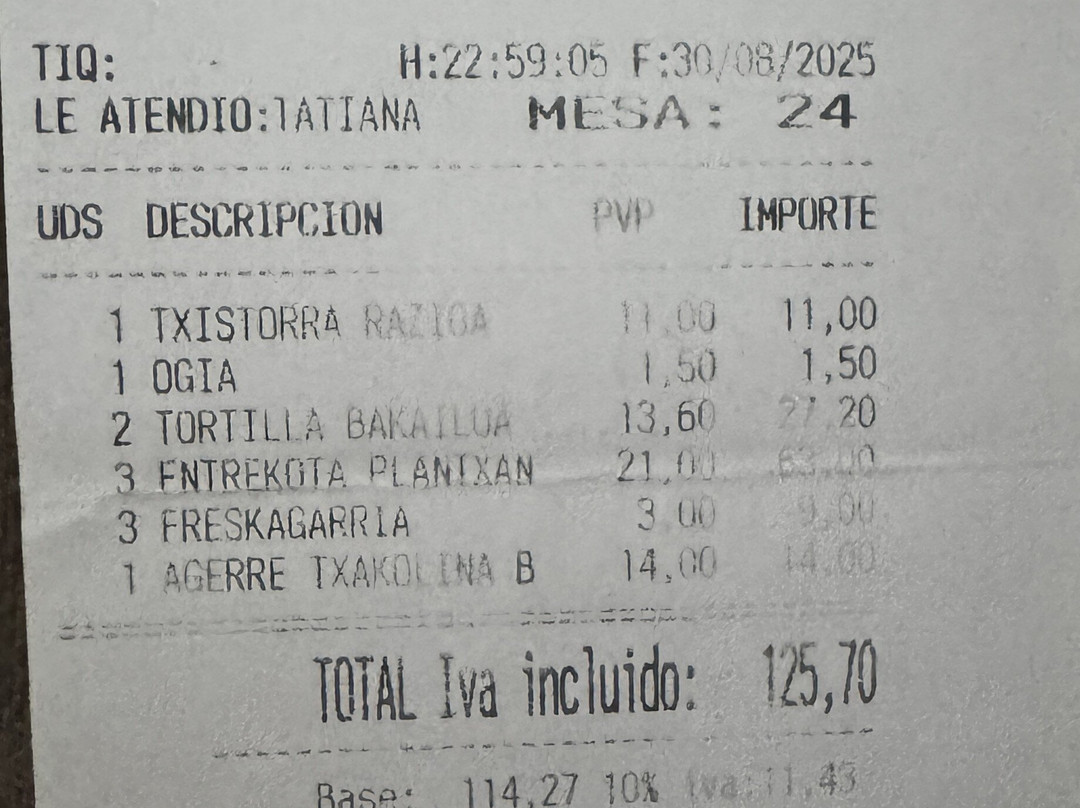 TIQ: H:22:59:05 F:30/08/2025
LE ATENDIO:TATIANA MESA: 24
UDS DESCRIPCION PVP IMPORTE
1 TXISTORRA RAZIOA 11,00 11,00
1 OGIA 1,50 1,50
2 TORTILLA BAKAILUA 13,60 27,20
3 ENTREKOTA PLANTXAN 21,00 63,00
3 FRESKAGARRIA 3,00 9,00
1 AGERRE TXAKOLINA B 14,00 14,00
TOTAL Iva incluido: 125,70
Base: 114,27 10% iva:11,43